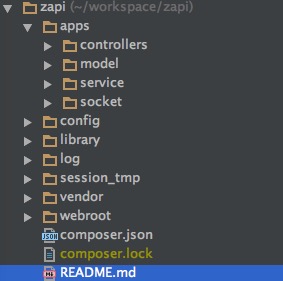 zapi (~/workspace/zapi)
apps
controllers
model
service
socket
config
library
log
session_tmp
vendor
webroot
composer.json
composer.lock
README.md